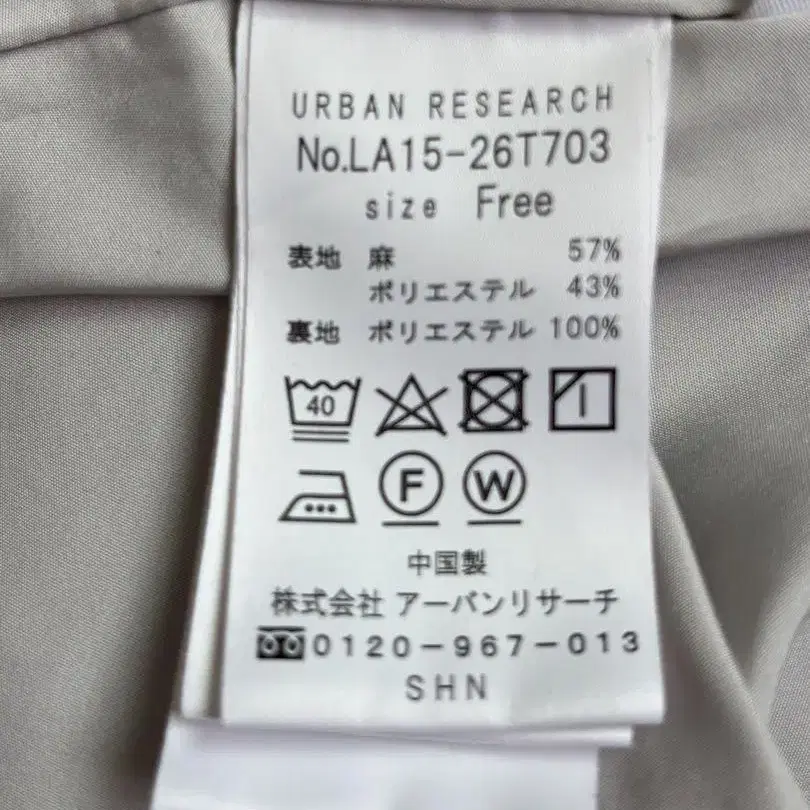 URBAN RESEARCH
No.LA15-26T703
size Free
表地 麻 57%
ポリエステル 43%
裏地 ポリエステル 100%
40
F W
中国製
株式会社 アーバンリサーチ
0120-967-013
SHN